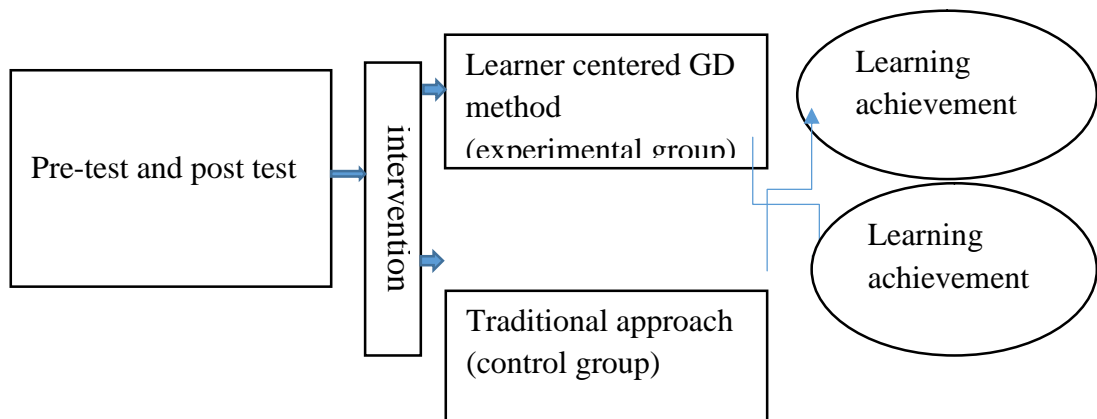 Pre-test and post test
intervention
Learner centered GD
method
(experimental group)
Traditional approach
(control group)
Learning
achievement
Learning
achievement